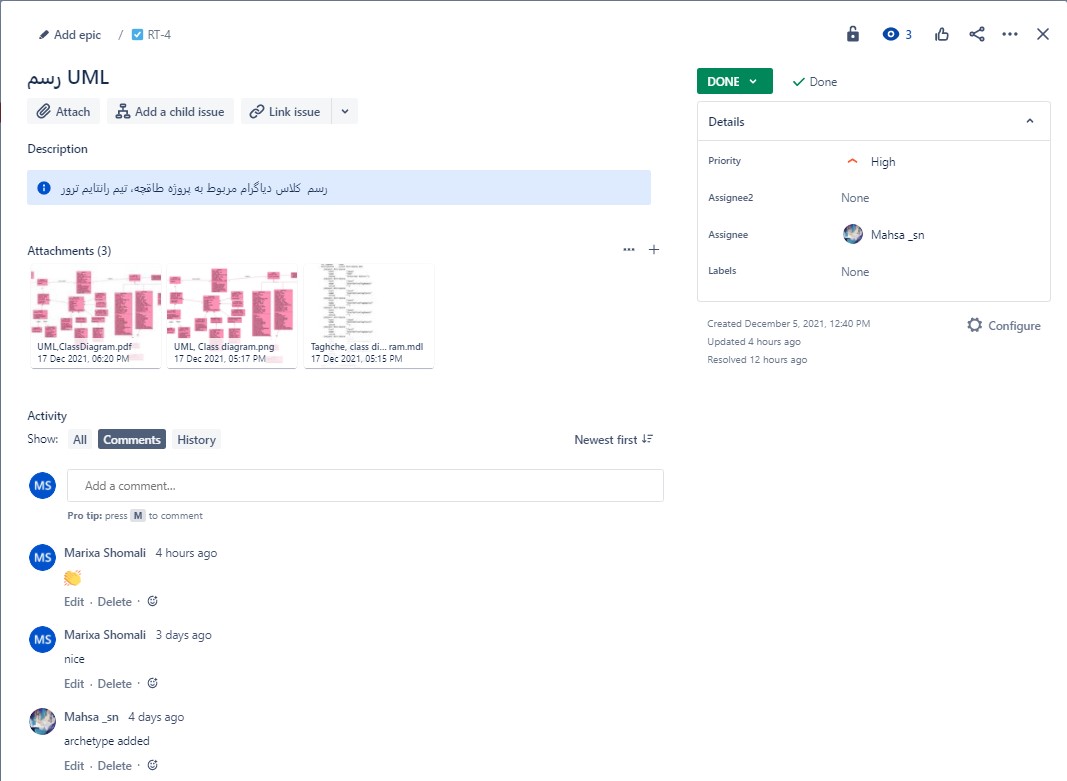 Add epic / RT-4
3
رسم UML
Attach
Add a child issue
Link issue
Description
رسم کلاس دیاگرام مربوط به پروژه طاقچه، تیم رانتایم ترور
Attachments (3)
UML,ClassDiagram.pdf
17 Dec 2021, 06:20 PM
UML, Class diagram.png
17 Dec 2021, 05:17 PM
Taghche, class di... ram.mdl
17 Dec 2021, 05:15 PM
Activity
Show: All Comments History
Newest first
MS
Add a comment...
Pro tip: press M to comment
MS
Marixa Shomali 4 hours ago
Edit · Delete ·
MS
Marixa Shomali 3 days ago
nice
Edit · Delete ·
Mahsa _sn 4 days ago
archetype added
Edit · Delete ·
DONE
Done
Details
Priority High
Assignee2 None
Assignee Mahsa _sn
Labels None
Created December 5, 2021, 12:40 PM
Updated 4 hours ago
Resolved 12 hours ago
Configure